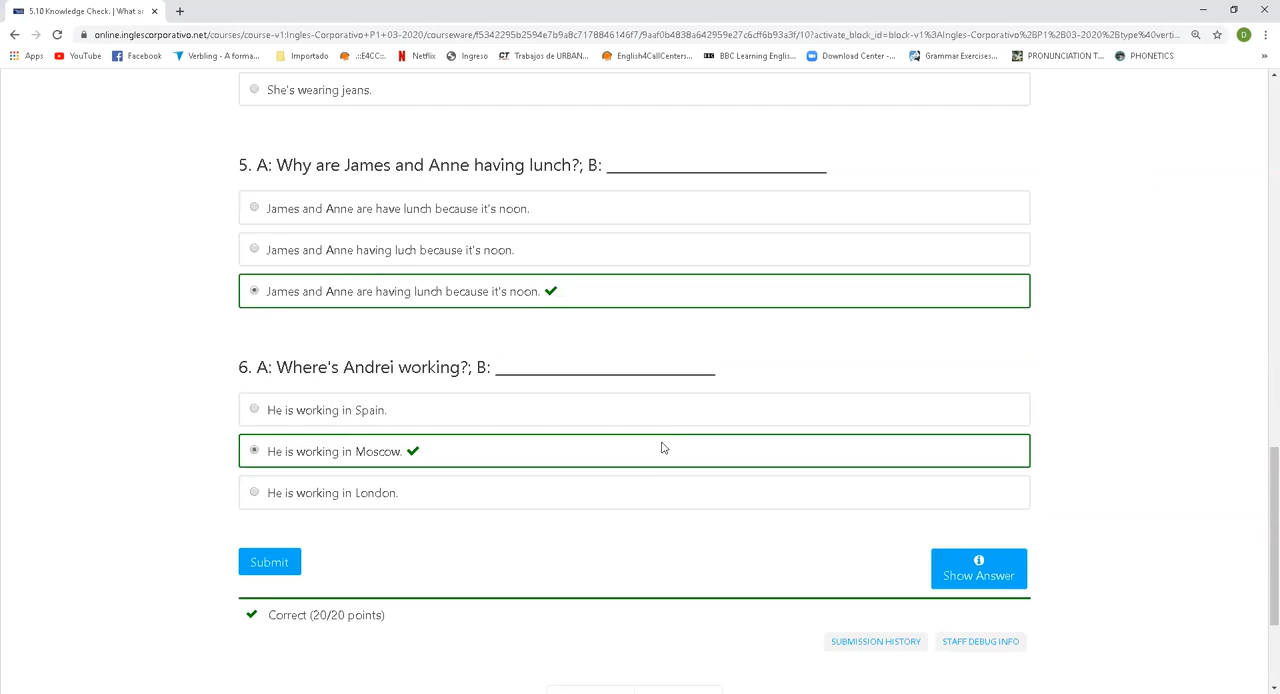 5.10 Knowledge Check. | What ar
online.inglescorporativo.net/courses/course-v1:Ingles-Corporativo+P1+03-2020/courseware/f5342295b2594e7b9a8c7178846146f7/9aaf0b4838a642959e27c6cff6b93a3f/10?activate_block_id=block-v1%3AIngles-Corporativo%2BP1%2B03-2020%2Btype%40verti...
D
Apps YouTube Facebook Verbling - A forma... Importado .::E4CC::. Netflix Ingreso CT Trabajos de URBAN... English4CallCenters... BBC Learning Englis... Download Center -... Grammar Exercises... PRONUNCIATION T... PHONETICS
She's wearing jeans.
5. A: Why are James and Anne having lunch?; B: ________________________
James and Anne are have lunch because it's noon.
James and Anne having luch because it's noon.
James and Anne are having lunch because it's noon.
6. A: Where's Andrei working?; B: ________________________
He is working in Spain.
He is working in Moscow.
He is working in London.
Submit
Show Answer
Correct (20/20 points)
SUBMISSION HISTORY STAFF DEBUG INFO